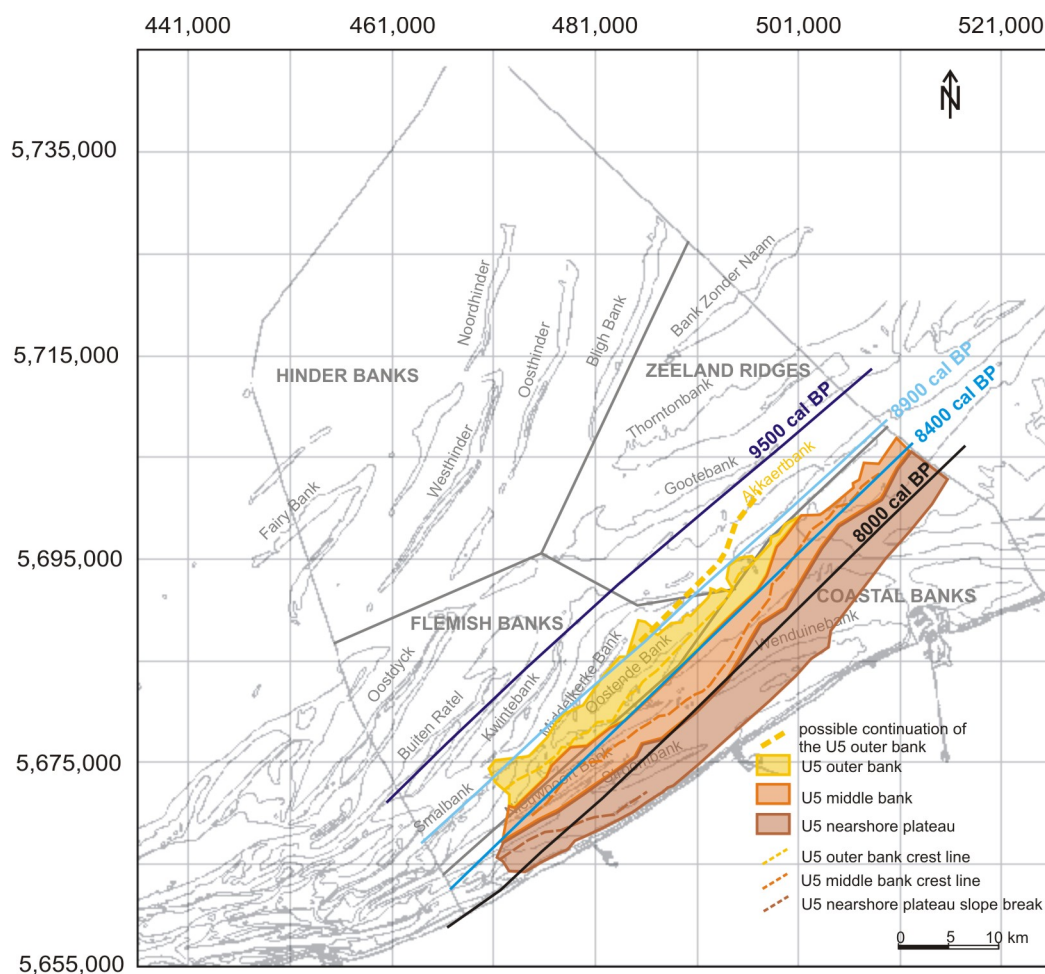 441,000
461,000
481,000
501,000
521,000
N
5,735,000
5,715,000
5,695,000
5,675,000
5,655,000
Noordhinder
Oosthinder
Bligh Bank
Bank Zonder Naam
HINDER BANKS
ZEELAND RIDGES
8900 cal BP
8400 cal BP
9500 cal BP
Thorntonbank
Westhinder
Gootebank
Akkaertbank
Fairy Bank
8000 cal BP
COASTAL BANKS
FLEMISH BANKS
Wenduinebank
Oostdyck
Buiten Ratel
Kwintebank
Middelkerke Bank
Oostende Bank
Smalbank
Nieuwpoort Bank
Stroombank
possible continuation of
the U5 outer bank
U5 outer bank
U5 middle bank
U5 nearshore plateau
U5 outer bank crest line
U5 middle bank crest line
U5 nearshore plateau slope break
0 5 10 km